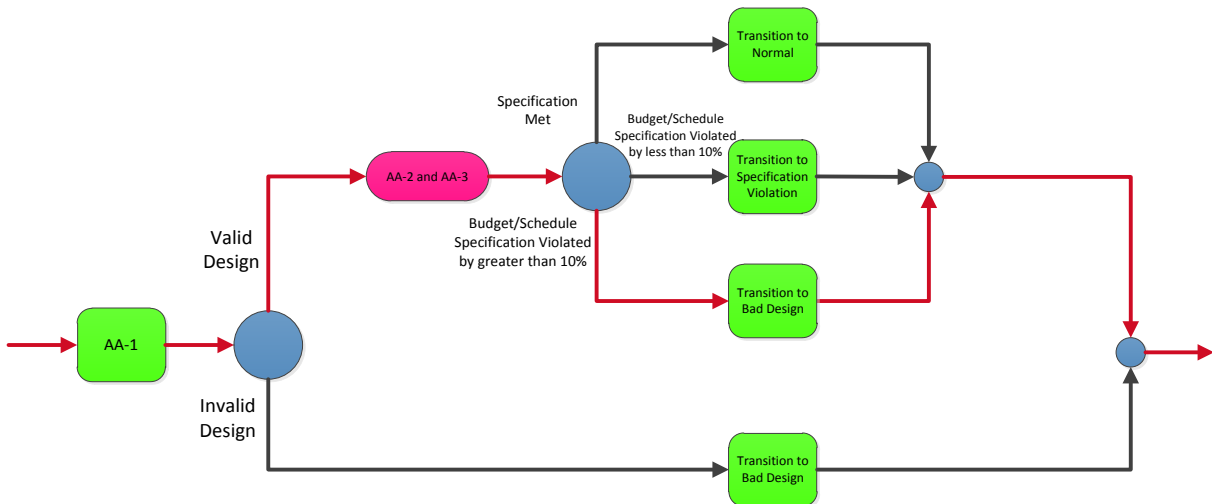 Transition to
Normal
Specification
Met
Budget/Schedule
Specification Violated
by less than 10%
AA-2 and AA-3
Transition to
Specification
Violation
Budget/Schedule
Specification Violated
by greater than 10%
Valid
Design
Transition to
Bad Design
AA-1
Invalid
Design
Transition to
Bad Design